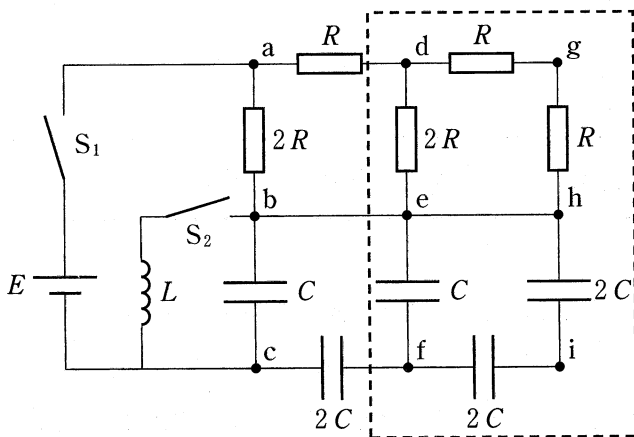 a R d R g
S₁ 2R 2R R
b e h
S₂
E L C C 2C
c f i
2C 2C